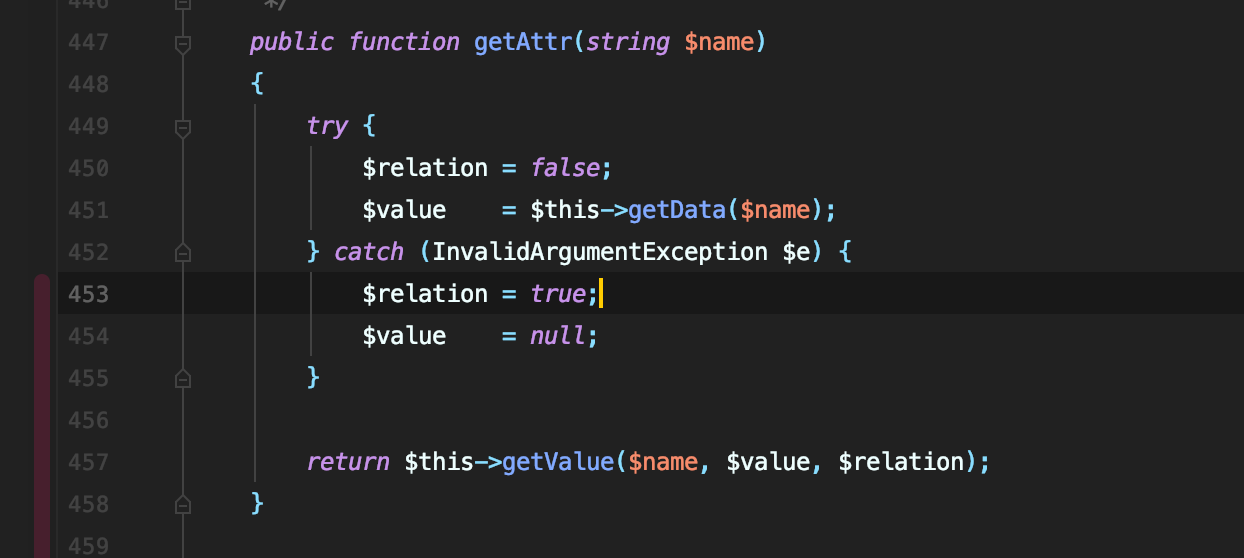 446 */
447 public function getAttr(string $name)
448 {
449 try {
450 $relation = false;
451 $value    = $this->getData($name);
452 } catch (InvalidArgumentException $e) {
453 $relation = true;
454 $value    = null;
455 }
456
457 return $this->getValue($name, $value, $relation);
458 }
459